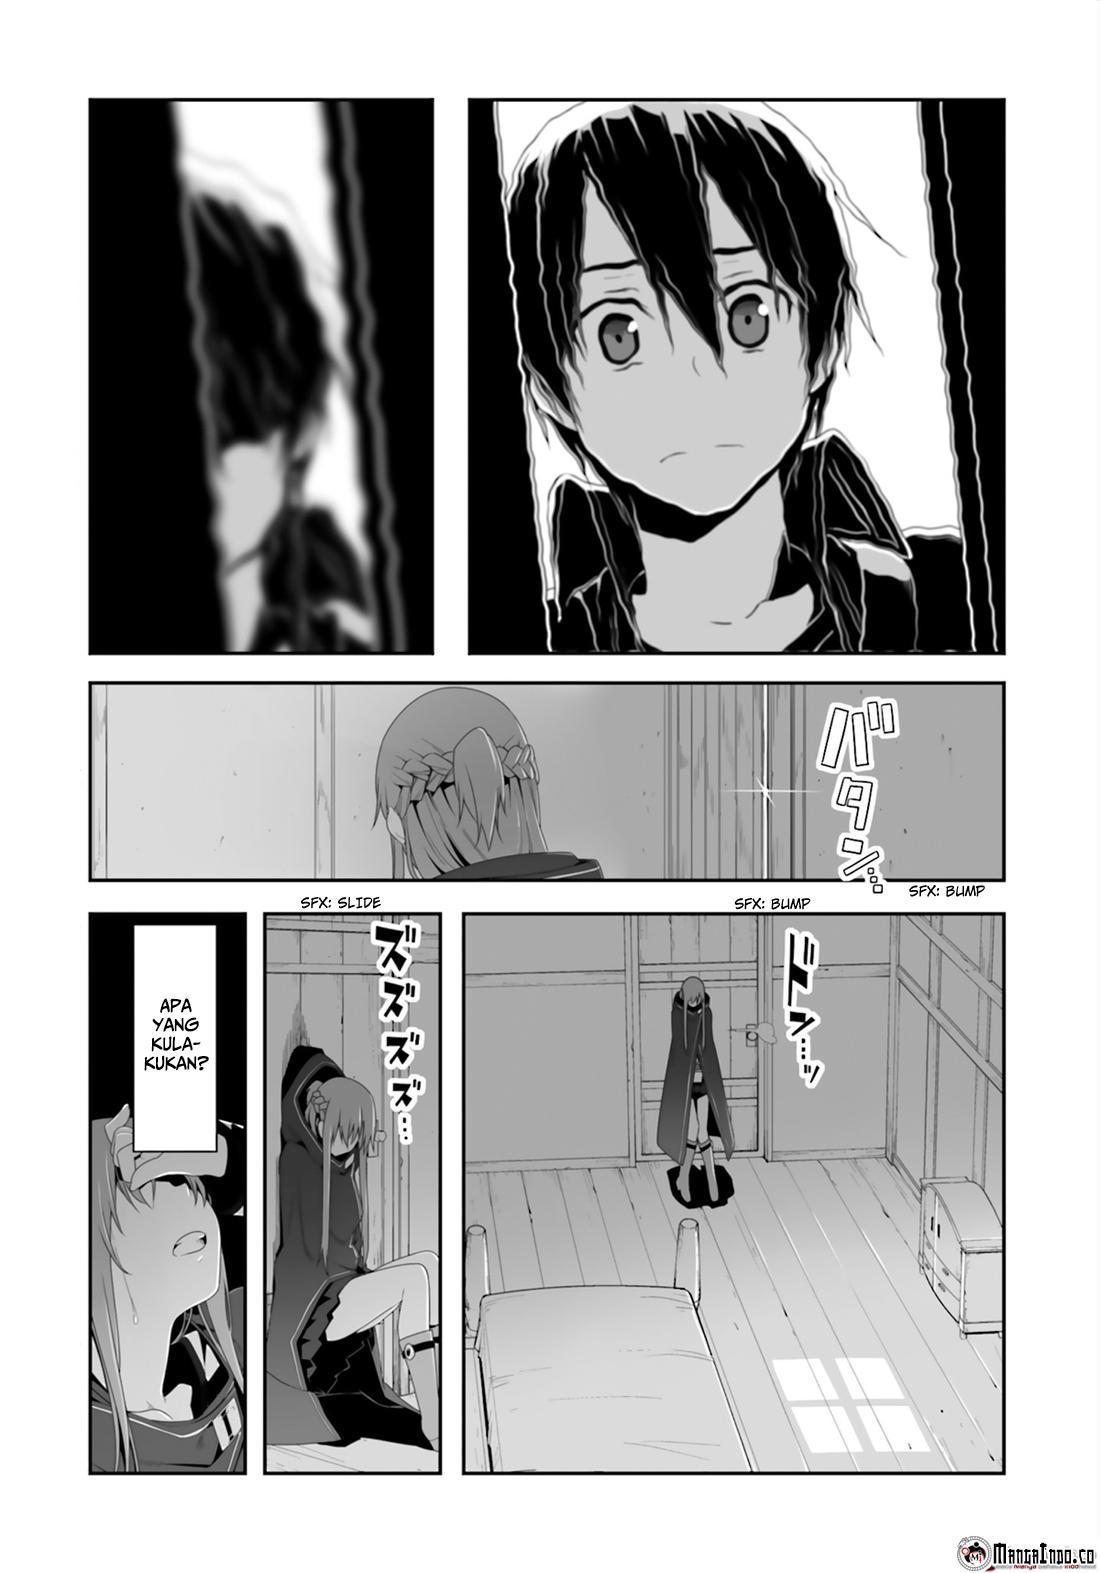 バタン…
SFX: BUMP
SFX: BUMP
ドン…ッ
SFX: SLIDE
ズズズズ…
APA
YANG
KULA-
KUKAN?
MANGAINDO.CO